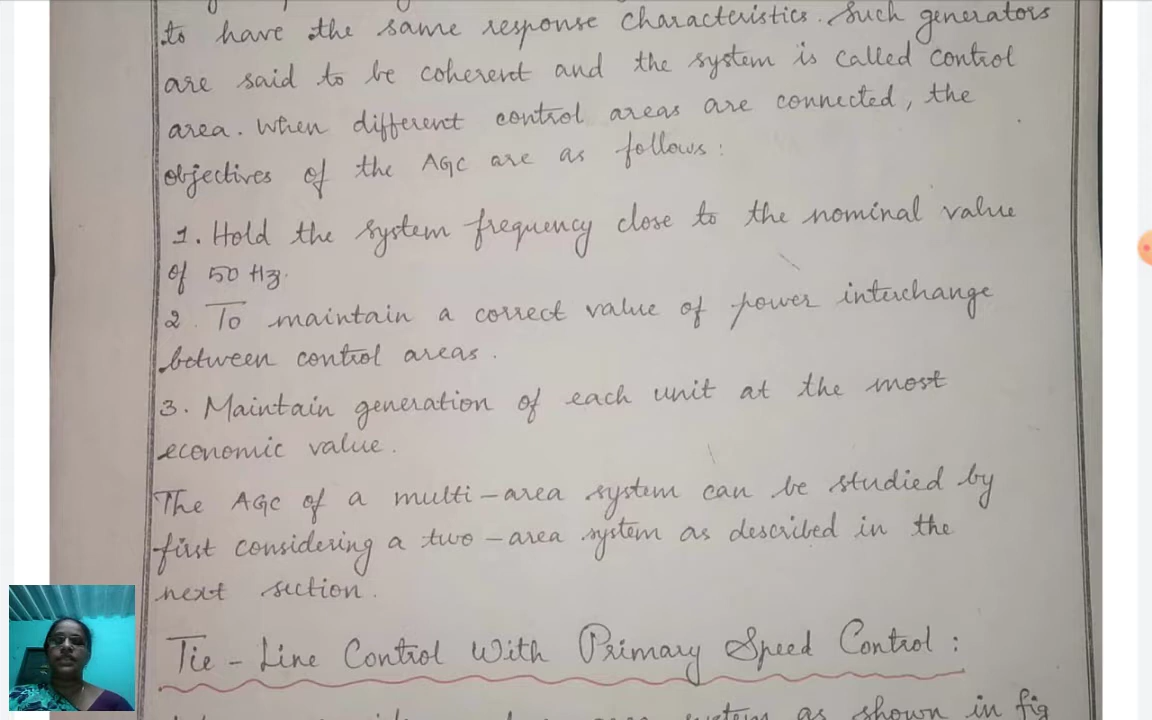 to have the same response characteristics. Such generators
are said to be coherent and the system is called control
area. When different control areas are connected, the
objectives of the AGC are as follows:
1. Hold the system frequency close to the nominal value
of 50 Hz.
2. To maintain a correct value of power interchange
between control areas.
3. Maintain generation of each unit at the most
economic value.
The AGC of a multi-area system can be studied by
first considering a two-area system as described in the
next section.
Tie-Line Control With Primary Speed Control:
system as shown in fig